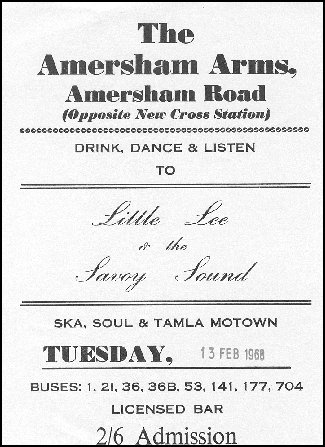 The
Amersham Arms,
Amersham Road
(Opposite New Cross Station)
DRINK, DANCE & LISTEN
TO
Little Lee
& the
Savoy Sound
SKA, SOUL & TAMLA MOTOWN
TUESDAY, 13 FEB 1968
BUSES: 1, 21, 36, 36B, 53, 141, 177, 704
LICENSED BAR
2/6 Admission